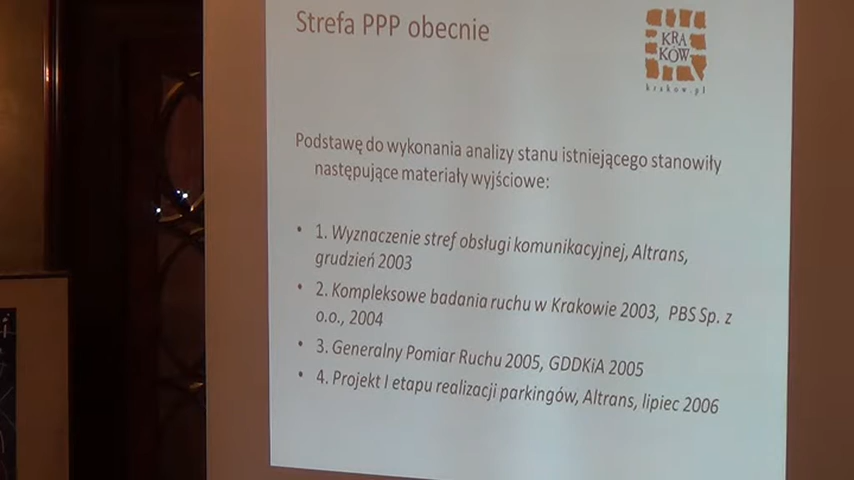 Strefa PPP obecnie
KRA
KÓW
krakow.pl
Podstawę do wykonania analizy stanu istniejącego stanowiły
następujące materiały wyjściowe:
• 1. Wyznaczenie stref obsługi komunikacyjnej, Altrans,
grudzień 2003
• 2. Kompleksowe badania ruchu w Krakowie 2003, PBS Sp. z
o.o., 2004
• 3. Generalny Pomiar Ruchu 2005, GDDKiA 2005
• 4. Projekt I etapu realizacji parkingów, Altrans, lipiec 2006